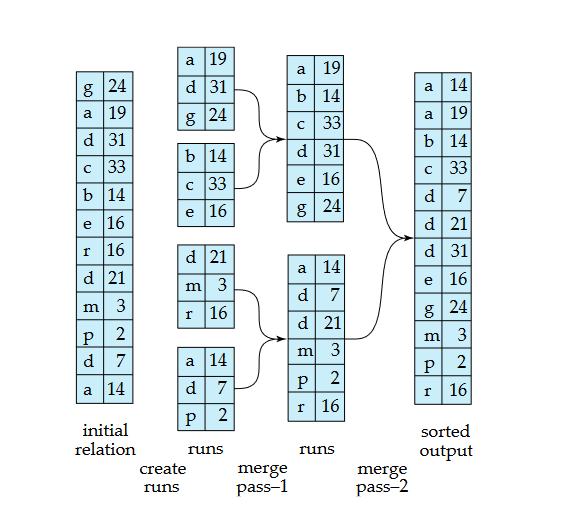 g 24
a 19
d 31
c 33
b 14
e 16
r 16
d 21
m 3
p 2
d 7
a 14
initial
relation
a 19
d 31
g 24
b 14
c 33
e 16
d 21
m 3
r 16
a 14
d 7
p 2
runs
create
runs
a 19
b 14
c 33
d 31
e 16
g 24
a 14
d 7
d 21
m 3
p 2
r 16
runs
merge
pass–1
a 14
a 19
b 14
c 33
d 7
d 21
d 31
e 16
g 24
m 3
p 2
r 16
sorted
output
merge
pass–2